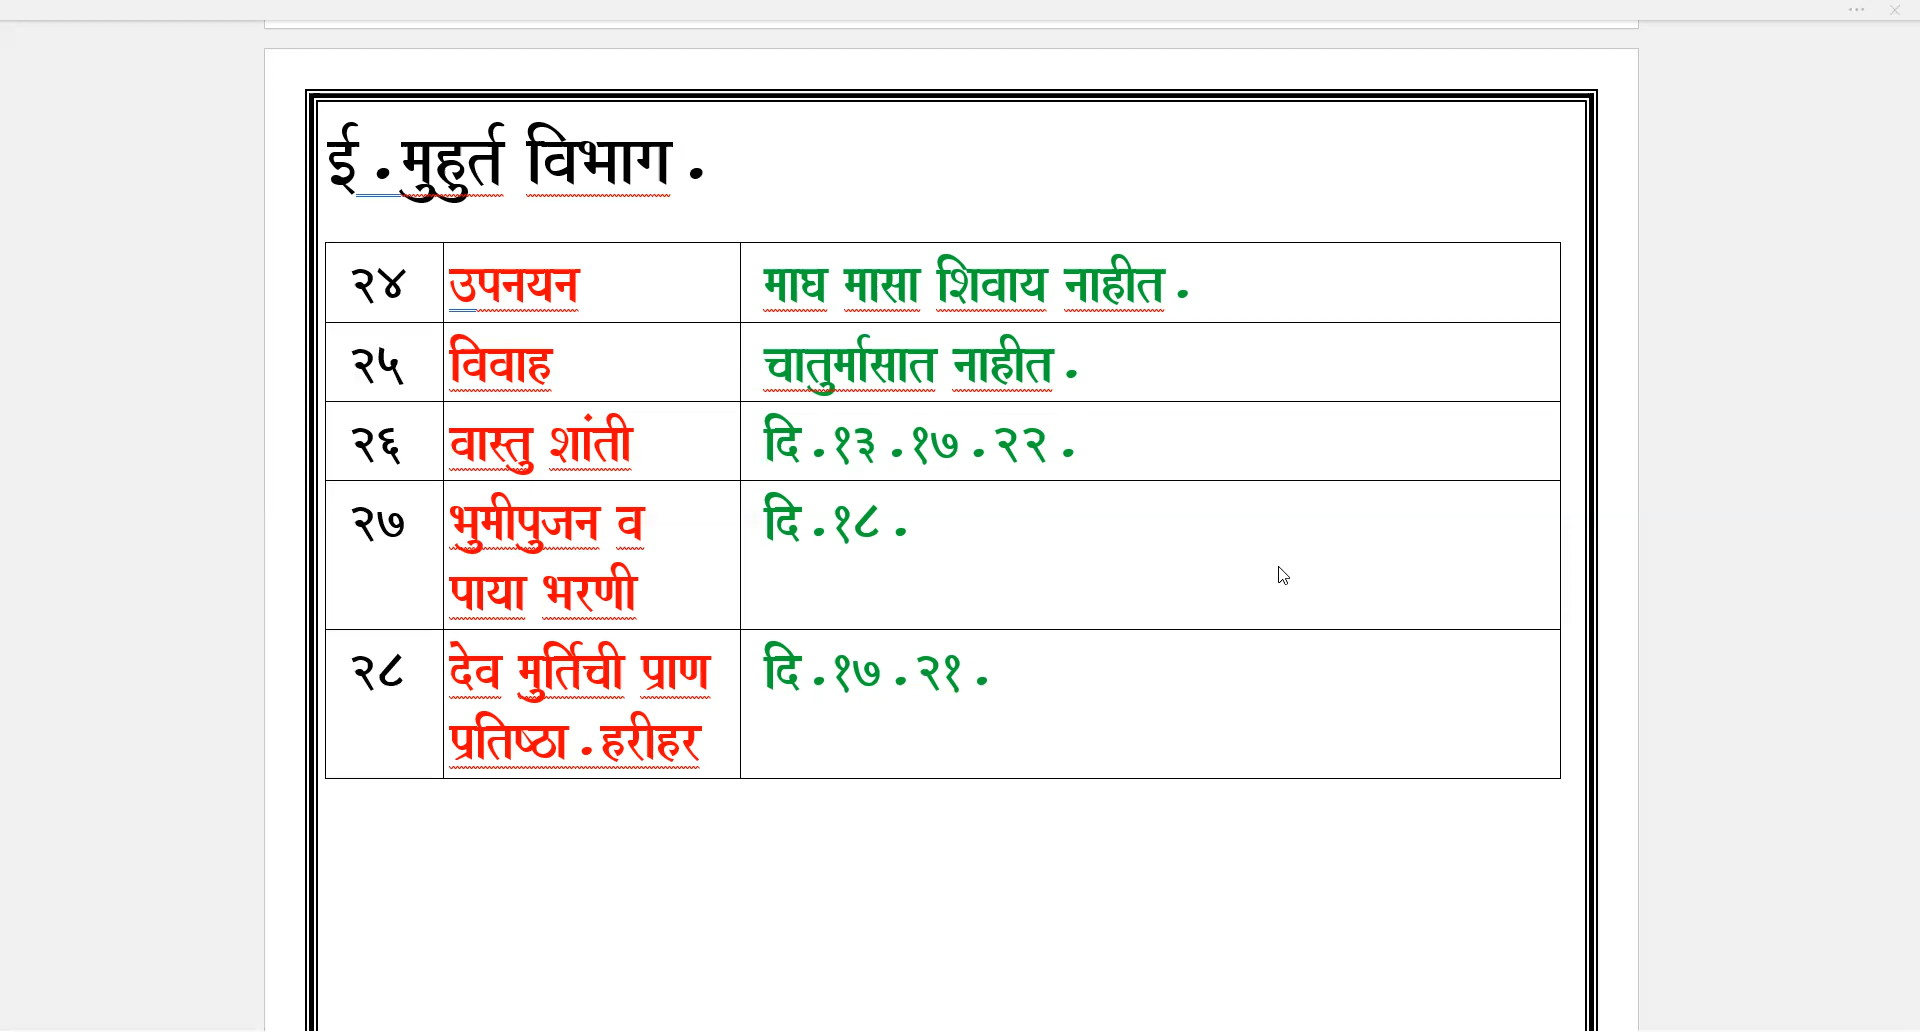 ई.मुहुर्त विभाग.
२४ उपनयन माघ मासा शिवाय नाहीत.
२५ विवाह चातुर्मासात नाहीत.
२६ वास्तु शांती दि.१३.१७.२२.
२७ भुमीपुजन व दि.१८.
पाया भरणी
२८ देव मुर्तिची प्राण दि.१७.२१.
प्रतिष्ठा.हरीहर